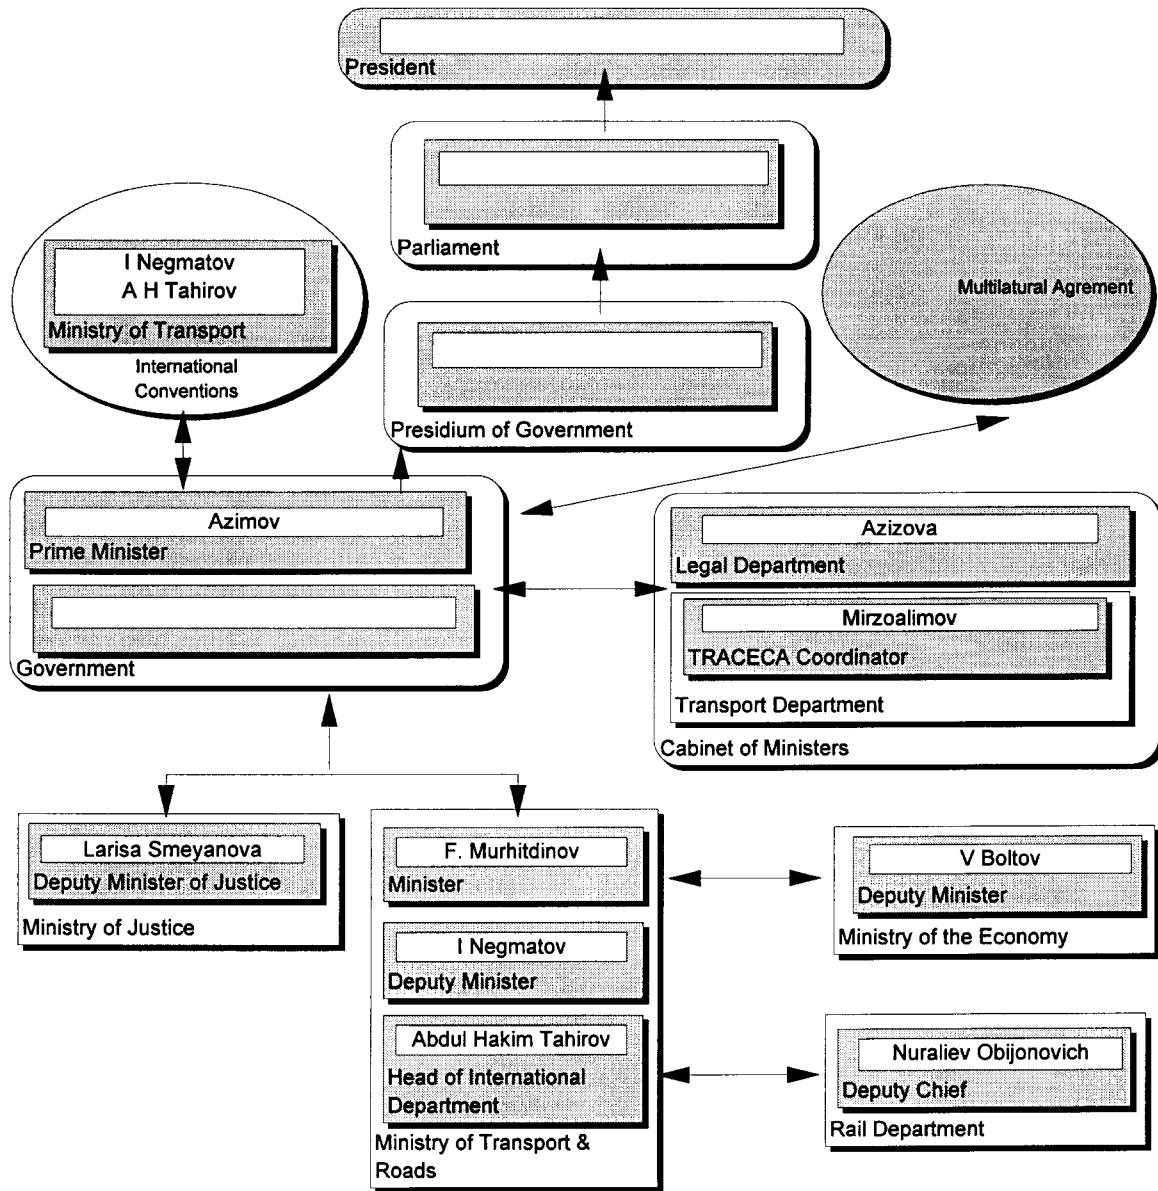 President
Parliament
I Negmatov
A H Tahirov
Ministry of Transport
International
Conventions
Multilatural Agrement
Presidium of Government
Azimov
Prime Minister
Government
Azizova
Legal Department
Mirzoalimov
TRACECA Coordinator
Transport Department
Cabinet of Ministers
Larisa Smeyanova
Deputy Minister of Justice
Ministry of Justice
F. Murhitdinov
Minister
I Negmatov
Deputy Minister
Abdul Hakim Tahirov
Head of International
Department
Ministry of Transport &
Roads
V Boltov
Deputy Minister
Ministry of the Economy
Nuraliev Obijonovich
Deputy Chief
Rail Department